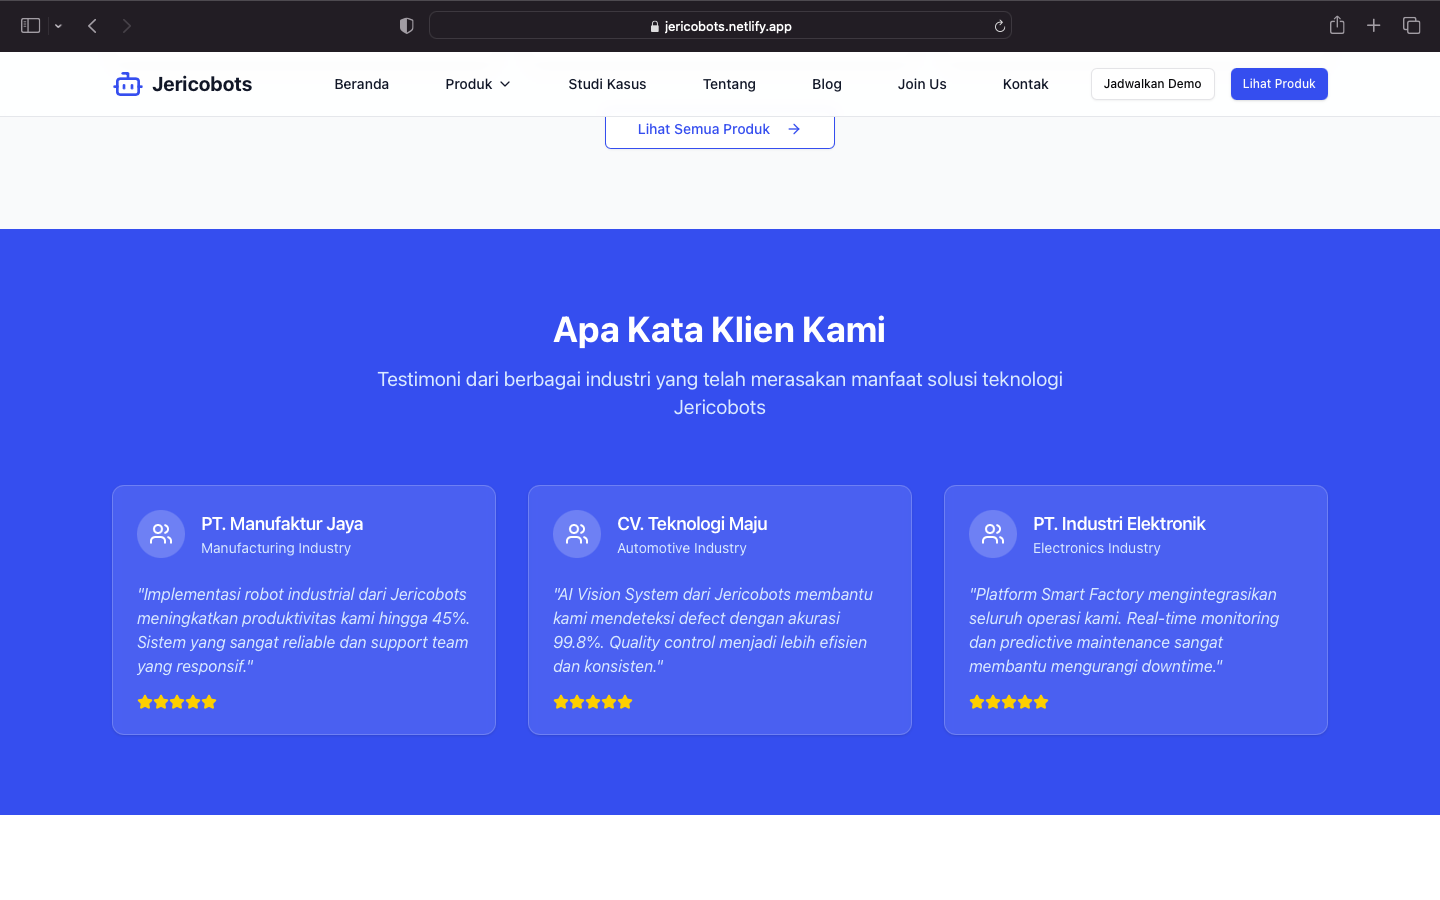 jericobots.netlify.app
Jericobots
Beranda
Produk
Studi Kasus
Tentang
Blog
Join Us
Kontak
Jadwalkan Demo
Lihat Produk
Lihat Semua Produk
Apa Kata Klien Kami
Testimoni dari berbagai industri yang telah merasakan manfaat solusi teknologi
Jericobots
PT. Manufaktur Jaya
Manufacturing Industry
"Implementasi robot industrial dari Jericobots
meningkatkan produktivitas kami hingga 45%.
Sistem yang sangat reliable dan support team
yang responsif."
CV. Teknologi Maju
Automotive Industry
"AI Vision System dari Jericobots membantu
kami mendeteksi defect dengan akurasi
99.8%. Quality control menjadi lebih efisien
dan konsisten."
PT. Industri Elektronik
Electronics Industry
"Platform Smart Factory mengintegrasikan
seluruh operasi kami. Real-time monitoring
dan predictive maintenance sangat
membantu mengurangi downtime."